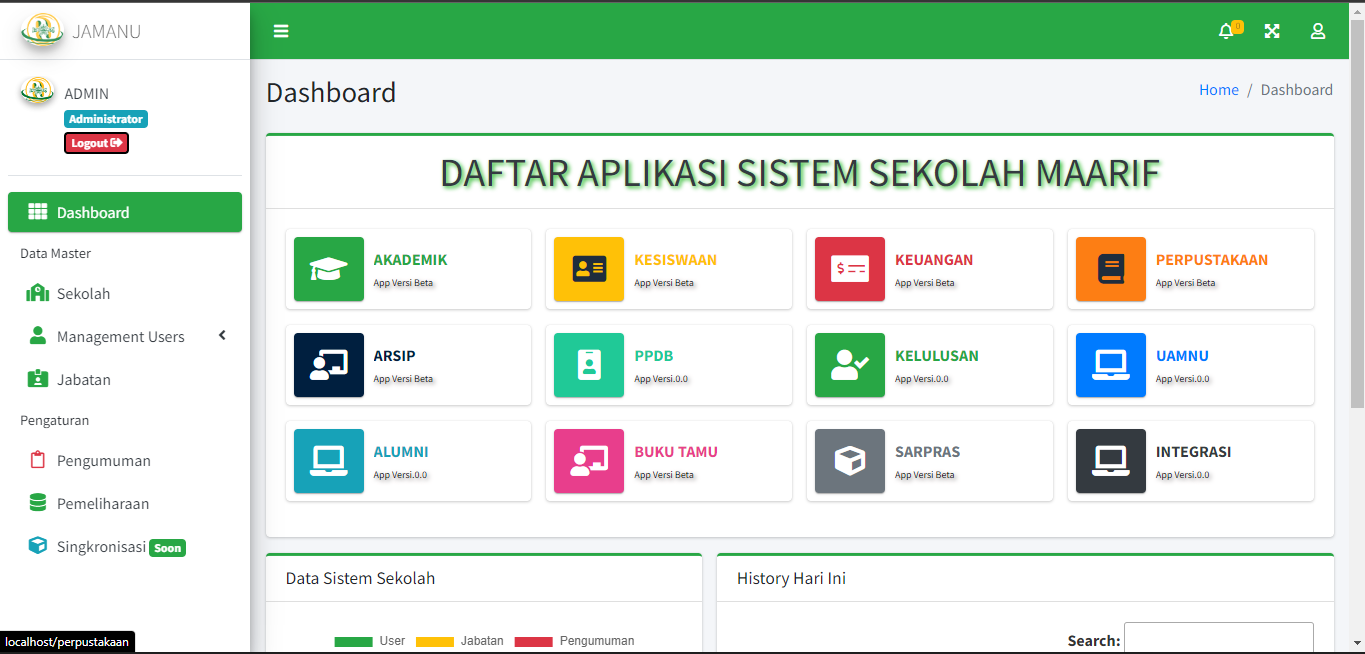 JAMANU
0
ADMIN
Administrator
Logout
Dashboard
Data Master
Sekolah
Management Users
Jabatan
Pengaturan
Pengumuman
Pemeliharaan
Singkronisasi Soon
localhost/perpustakaan
Dashboard
Home / Dashboard
DAFTAR APLIKASI SISTEM SEKOLAH MAARIF
AKADEMIK
App Versi Beta
KESISWAAN
App Versi Beta
KEUANGAN
App Versi Beta
PERPUSTAKAAN
App Versi Beta
ARSIP
App Versi Beta
PPDB
App Versi.0.0
KELULUSAN
App Versi.0.0
UAMNU
App Versi.0.0
ALUMNI
App Versi.0.0
BUKU TAMU
App Versi Beta
SARPRAS
App Versi Beta
INTEGRASI
App Versi.0.0
Data Sistem Sekolah
User Jabatan Pengumuman
History Hari Ini
Search: